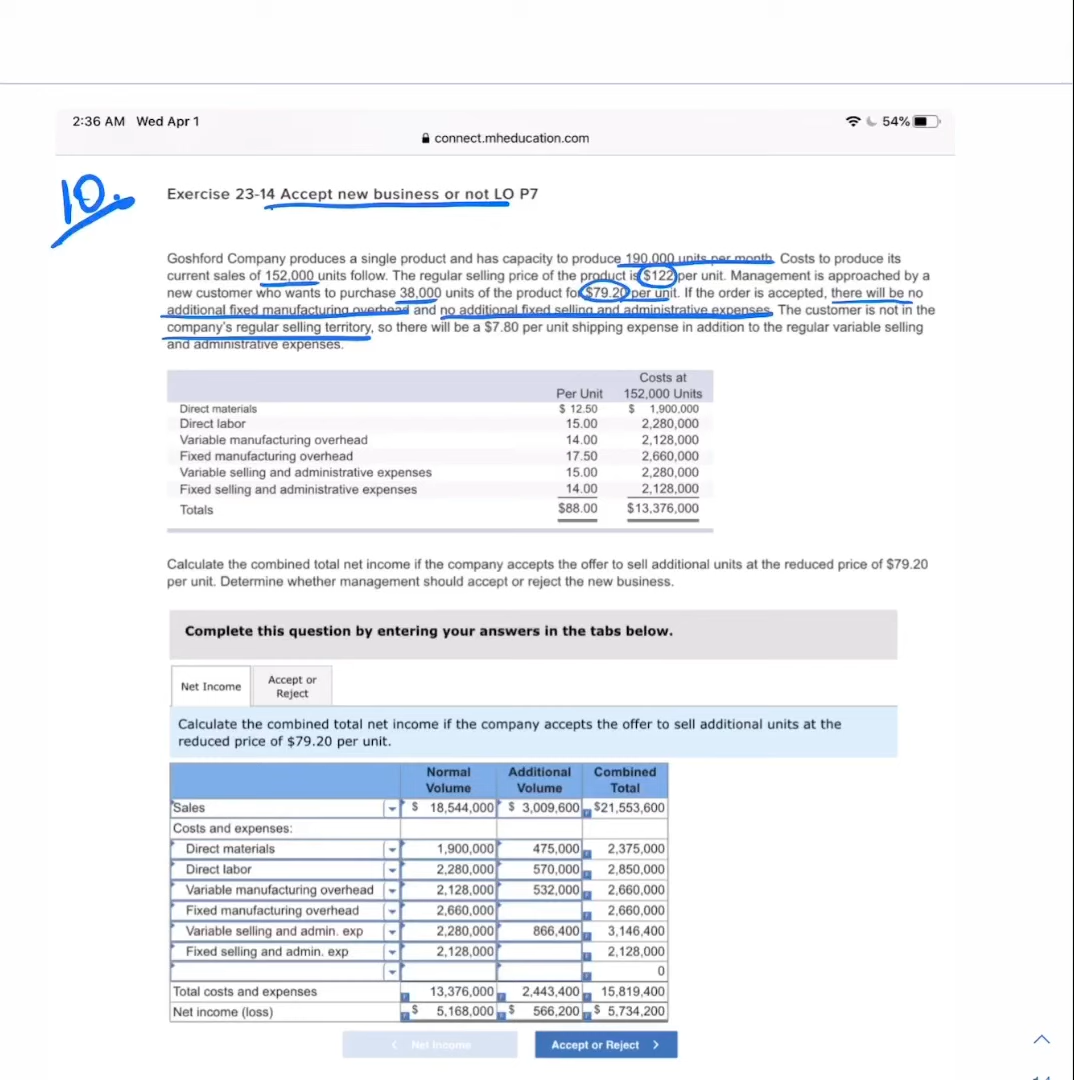 2:36 AM Wed Apr 1
54%
connect.mheducation.com
10.
Exercise 23-14 Accept new business or not LO P7
Goshford Company produces a single product and has capacity to produce 190,000 units per month. Costs to produce its
current sales of 152,000 units follow. The regular selling price of the product is $122 per unit. Management is approached by a
new customer who wants to purchase 38,000 units of the product for $79.20 per unit. If the order is accepted, there will be no
additional fixed manufacturing overhead and no additional fixed selling and administrative expenses. The customer is not in the
company's regular selling territory, so there will be a $7.80 per unit shipping expense in addition to the regular variable selling
and administrative expenses.
Costs at
Per Unit 152,000 Units
Direct materials $ 12.50 $ 1,900,000
Direct labor 15.00 2,280,000
Variable manufacturing overhead 14.00 2,128,000
Fixed manufacturing overhead 17.50 2,660,000
Variable selling and administrative expenses 15.00 2,280,000
Fixed selling and administrative expenses 14.00 2,128,000
Totals $88.00 $13,376,000
Calculate the combined total net income if the company accepts the offer to sell additional units at the reduced price of $79.20
per unit. Determine whether management should accept or reject the new business.
Complete this question by entering your answers in the tabs below.
Net Income Accept or Reject
Calculate the combined total net income if the company accepts the offer to sell additional units at the
reduced price of $79.20 per unit.
Normal Additional Combined
Volume Volume Total
Sales $ 18,544,000 $ 3,009,600 $21,553,600
Costs and expenses:
Direct materials 1,900,000 475,000 2,375,000
Direct labor 2,280,000 570,000 2,850,000
Variable manufacturing overhead 2,128,000 532,000 2,660,000
Fixed manufacturing overhead 2,660,000 2,660,000
Variable selling and admin. exp 2,280,000 866,400 3,146,400
Fixed selling and admin. exp 2,128,000 2,128,000
0
Total costs and expenses 13,376,000 2,443,400 15,819,400
Net income (loss) $ 5,168,000 $ 566,200 $ 5,734,200
< Net Income Accept or Reject >